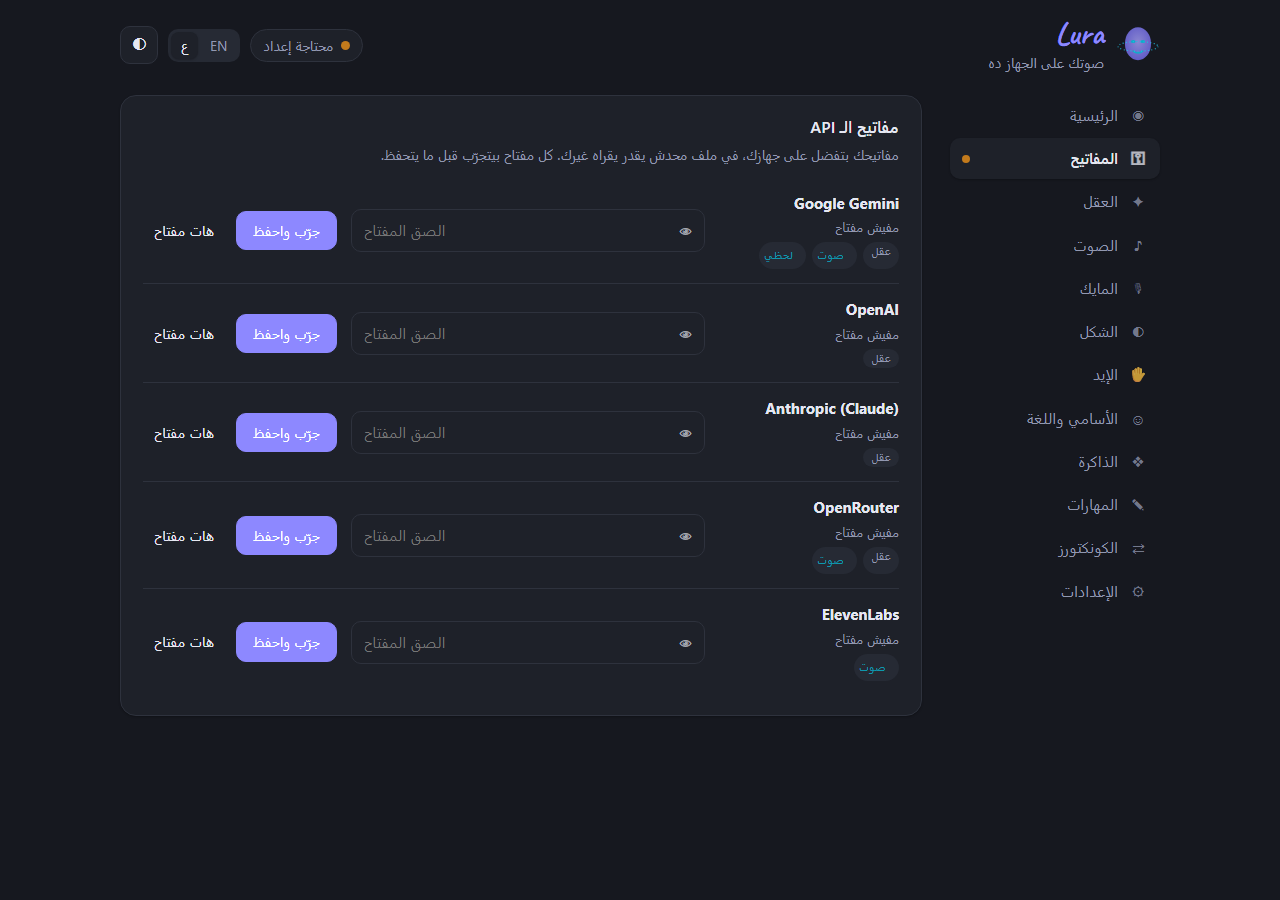 Lura
صوتك على الجهاز ده
محتاجة إعداد
EN
ع
الرئيسية
المفاتيح
العقل
الصوت
المايك
الشكل
الإيد
الأسامي واللغة
الذاكرة
المهارات
الكونكتورز
الإعدادات
مفاتيح الـ API
مفاتيحك بتفضل على جهازك، في ملف محدش يقدر يقراه غيرك. كل مفتاح بيتجرّب قبل ما يتحفظ.
Google Gemini
مفيش مفتاح
عقل صوت لحظي
الصق المفتاح
جرّب واحفظ
هات مفتاح
OpenAI
مفيش مفتاح
عقل
الصق المفتاح
جرّب واحفظ
هات مفتاح
Anthropic (Claude)
مفيش مفتاح
عقل
الصق المفتاح
جرّب واحفظ
هات مفتاح
OpenRouter
مفيش مفتاح
عقل صوت
الصق المفتاح
جرّب واحفظ
هات مفتاح
ElevenLabs
مفيش مفتاح
صوت
الصق المفتاح
جرّب واحفظ
هات مفتاح